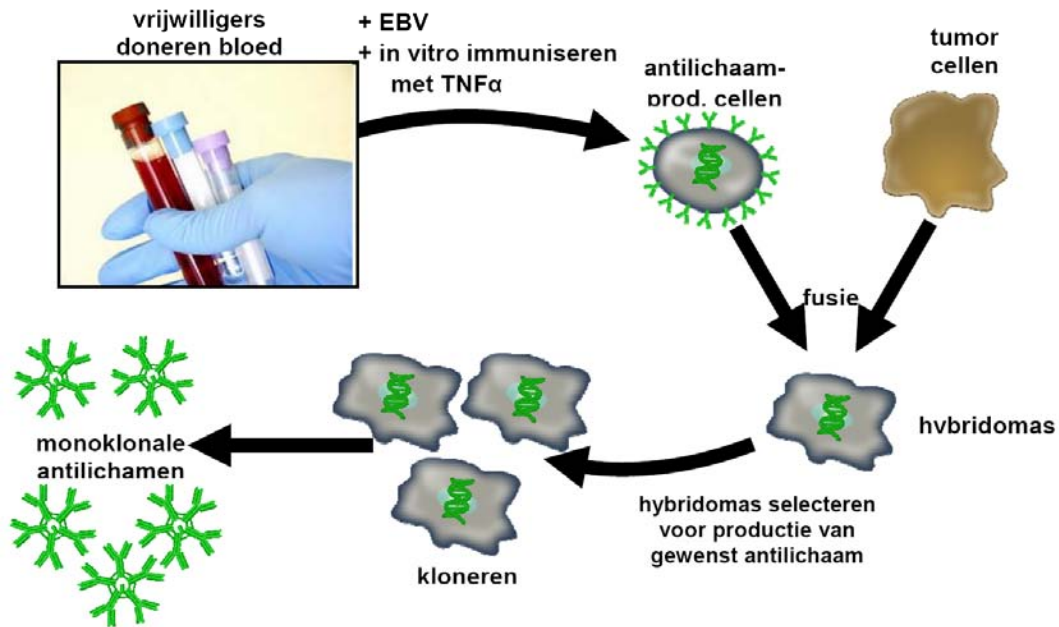 vrijwilligers
doneren bloed
+ EBV
+ in vitro immuniseren
met TNFα
antilichaam-
prod. cellen
tumor
cellen
fusie
hvbridomas
hybridomas selecteren
voor productie van
gewenst antilichaam
kloneren
monoklonale
antilichamen